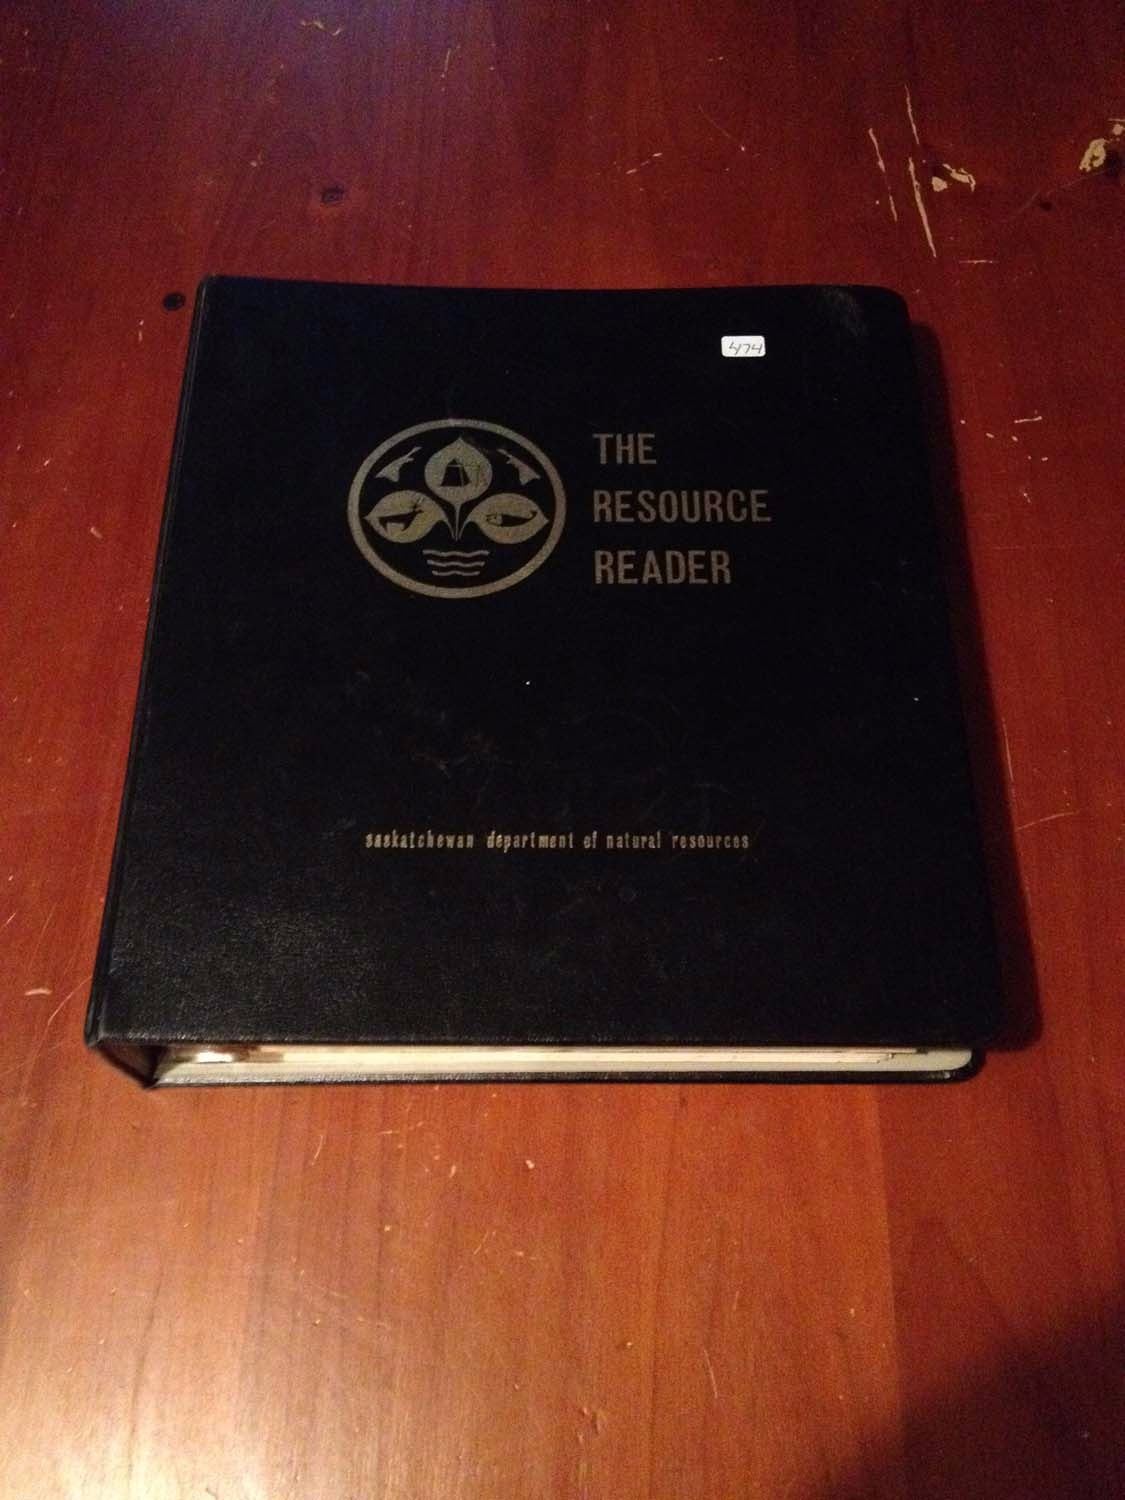 474
THE
RESOURCE
READER
saskatchewan department of natural resources